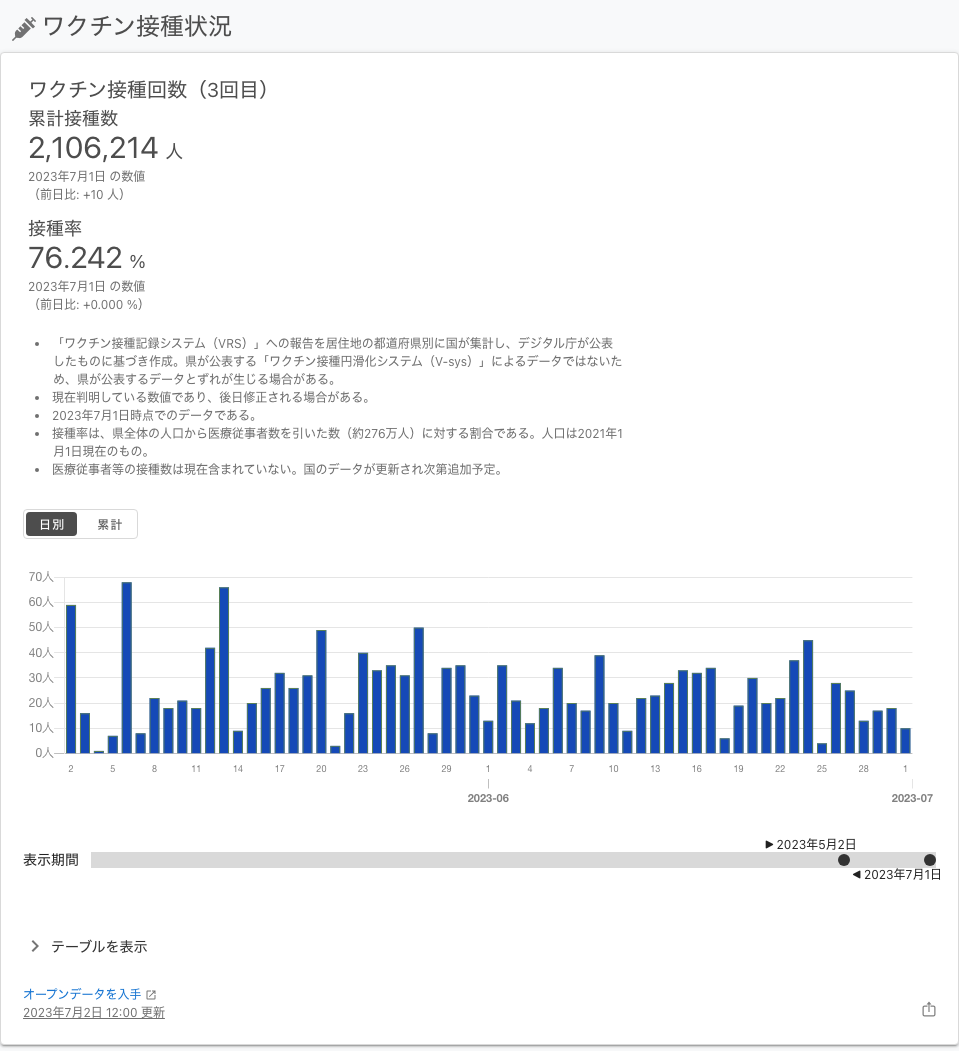 ワクチン接種状況
ワクチン接種回数（3回目）
累計接種数
2,106,214 人
2023年7月1日 の数値
（前日比: +10 人）
接種率
76.242 %
2023年7月1日 の数値
（前日比: +0.000 %）
「ワクチン接種記録システム（VRS）」への報告を居住地の都道府県別に国が集計し、デジタル庁が公表
したものに基づき作成。県が公表する「ワクチン接種円滑化システム（V-sys）」によるデータではないた
め、県が公表するデータとずれが生じる場合がある。
現在判明している数値であり、後日修正される場合がある。
2023年7月1日時点でのデータである。
接種率は、県全体の人口から医療従事者数を引いた数（約276万人）に対する割合である。人口は2021年1
月1日現在のもの。
医療従事者等の接種数は現在含まれていない。国のデータが更新され次第追加予定。
日別 累計
70人
60人
50人
40人
30人
20人
10人
0人
2 5 8 11 14 17 20 23 26 29 1 4 7 10 13 16 19 22 25 28 1
2023-06 2023-07
2023年5月2日
表示期間
2023年7月1日
テーブルを表示
オープンデータを入手
2023年7月2日 12:00 更新